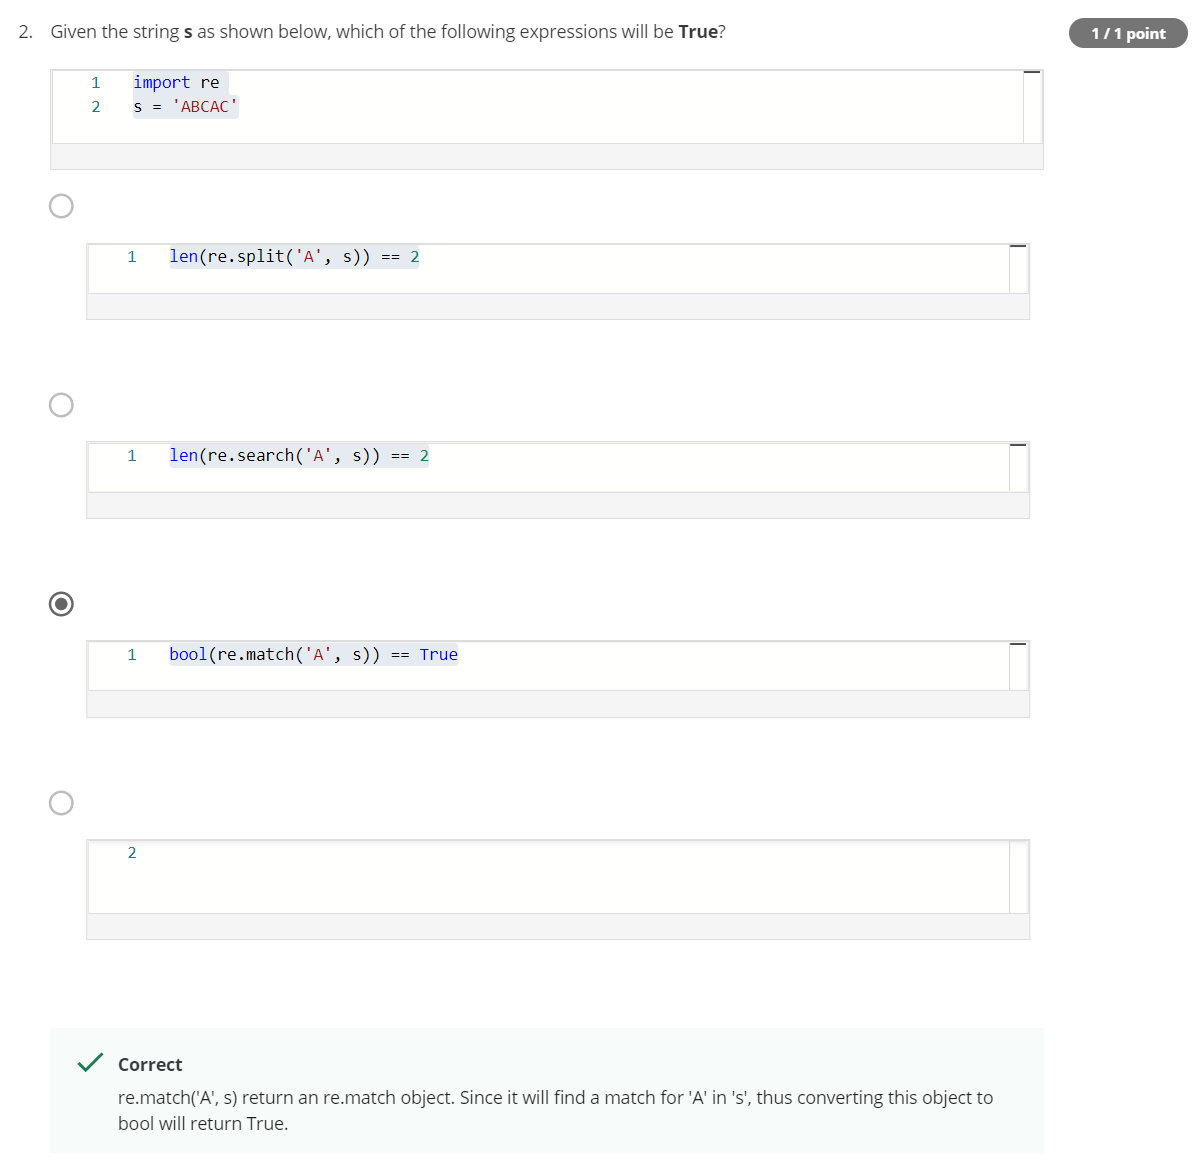 2. Given the string s as shown below, which of the following expressions will be True?
1 / 1 point
1 import re
2 s = 'ABCAC'
1 len(re.split('A', s)) == 2
1 len(re.search('A', s)) == 2
1 bool(re.match('A', s)) == True
2
Correct
re.match('A', s) return an re.match object. Since it will find a match for 'A' in 's', thus converting this object to
bool will return True.